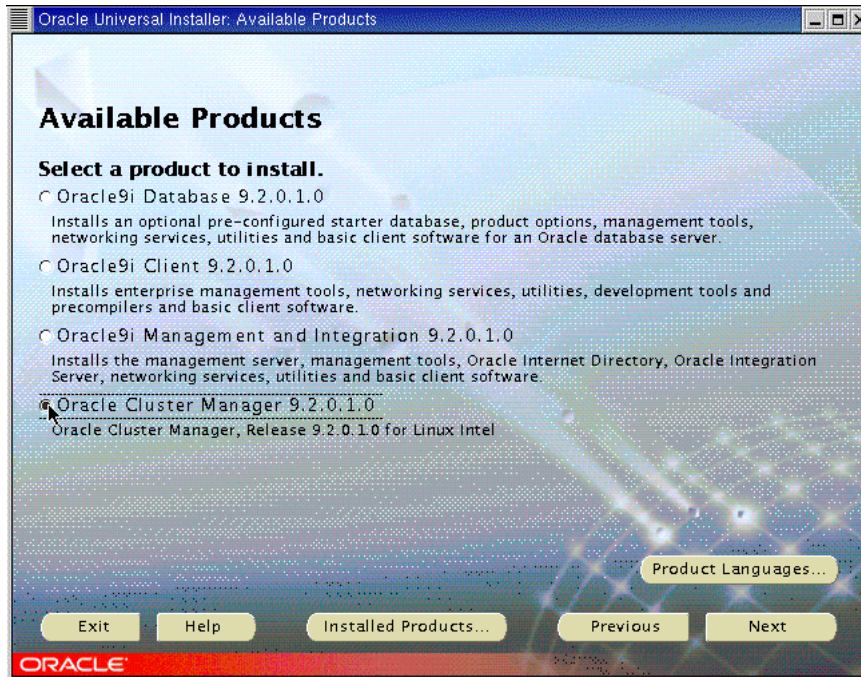 Oracle Universal Installer: Available Products
Available Products
Select a product to install.
Oracle9i Database 9.2.0.1.0
Installs an optional pre-configured starter database, product options, management tools,
networking services, utilities and basic client software for an Oracle database server.
Oracle9i Client 9.2.0.1.0
Installs enterprise management tools, networking services, utilities, development tools and
precompilers and basic client software.
Oracle9i Management and Integration 9.2.0.1.0
Installs the management server, management tools, Oracle Internet Directory, Oracle Integration
Server, networking services, utilities and basic client software.
Oracle Cluster Manager 9.2.0.1.0
Oracle Cluster Manager, Release 9.2.0.1.0 for Linux Intel
Product Languages...
Exit Help Installed Products... Previous Next
ORACLE